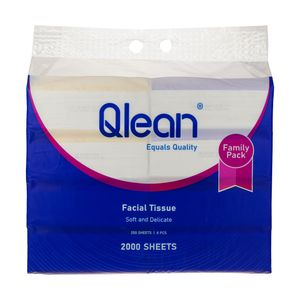 Qlean®
Equals Quality
Family
Pack
Facial Tissue
Soft and Delicate
2000 SHEETS